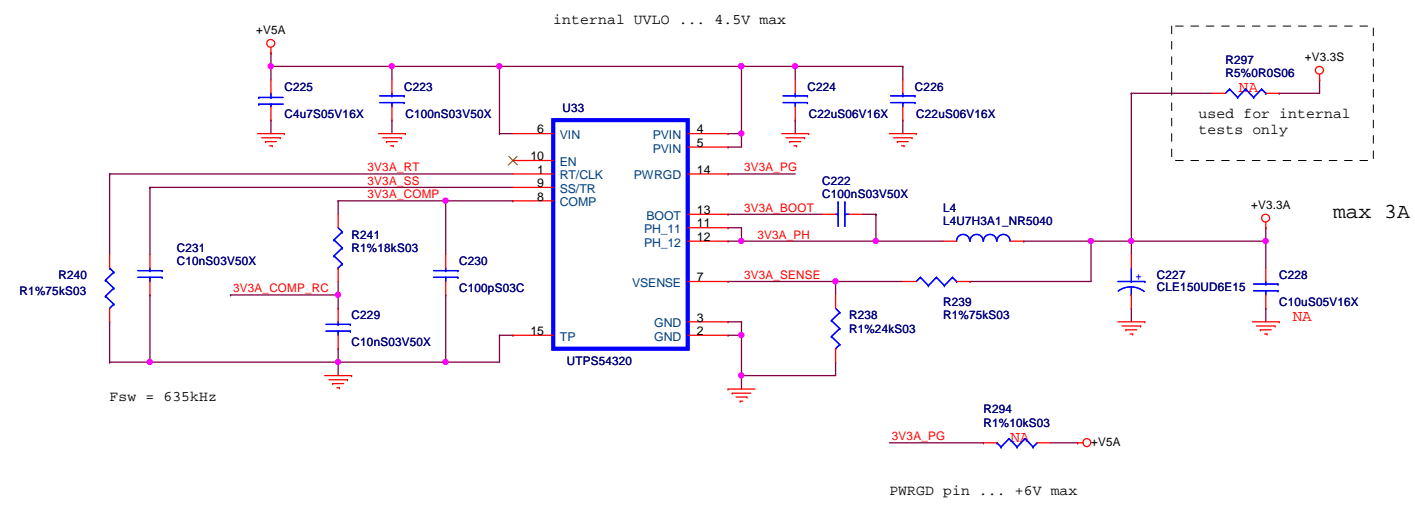 internal UVLO ... 4.5V max
+V5A
C225
C4u7S05V16X
C223
C100nS03V50X
C224
C22uS06V16X
C226
C22uS06V16X
R297
R5%0R0S06
NA
+V3.3S
used for internal
tests only
U33
6 VIN
10 EN
1 RT/CLK
9 SS/TR
8 COMP
15 TP
PVIN 4
PVIN 5
PWRGD 14
BOOT 13
PH_11 11
PH_12 12
VSENSE 7
GND 3
GND 2
UTPS54320
3V3A_RT
3V3A_SS
3V3A_COMP
3V3A_PG
3V3A_BOOT
3V3A_PH
3V3A_SENSE
C222
C100nS03V50X
L4
L4U7H3A1_NR5040
+V3.3A
max 3A
R240
R1%75kS03
C231
C10nS03V50X
R241
R1%18kS03
3V3A_COMP_RC
C229
C10nS03V50X
C230
C100pS03C
R238
R1%24kS03
R239
R1%75kS03
+
C227
CLE150UD6E15
C228
C10uS05V16X
NA
Fsw = 635kHz
R294
R1%10kS03
3V3A_PG
NA
+V5A
PWRGD pin ... +6V max